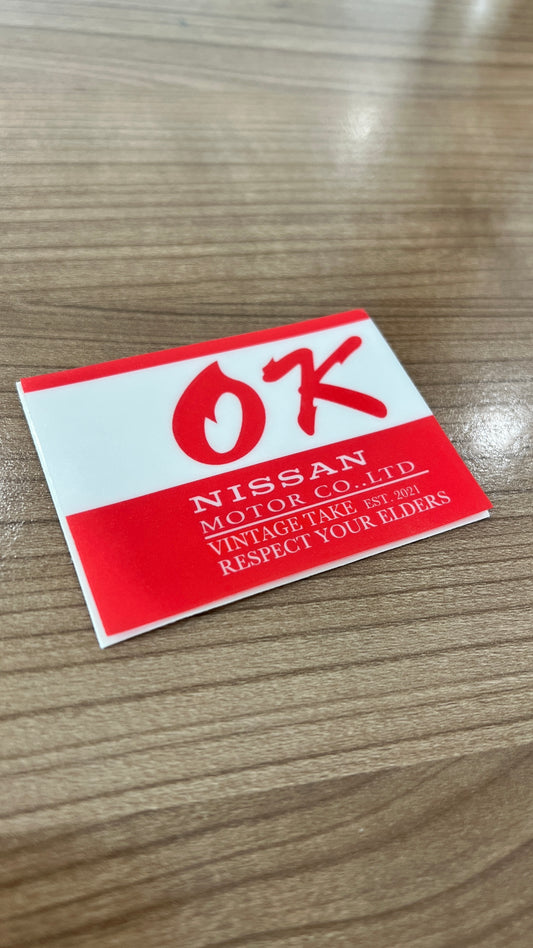 OK
NISSAN
MOTOR CO.,LTD
VINTAGE TAKE EST. 2021
RESPECT YOUR ELDERS